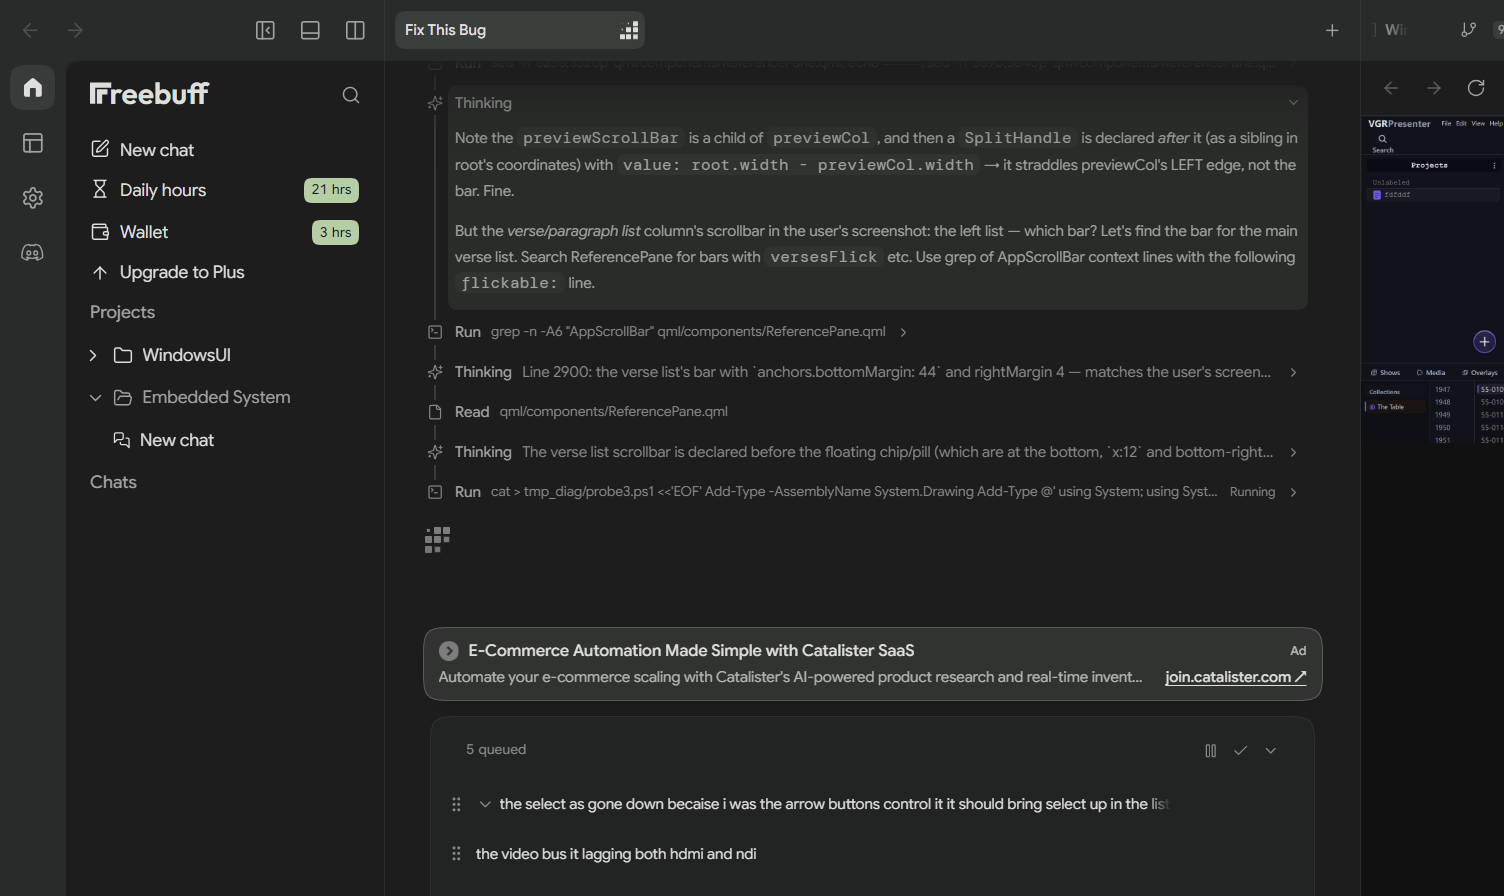 Fix This Bug
Freebuff
New chat
Daily hours
21 hrs
Wallet
3 hrs
Upgrade to Plus
Projects
WindowsUI
Embedded System
New chat
Chats
Thinking
Note the previewScrollBar is a child of previewCol, and then a SplitHandle is declared after it (as a sibling in
root's coordinates) with value: root.width - previewCol.width → it straddles previewCol's LEFT edge, not the
bar. Fine.
But the verse/paragraph list column's scrollbar in the user's screenshot: the left list — which bar? Let's find the bar for the main
verse list. Search ReferencePane for bars with versesFlick etc. Use grep of AppScrollBar context lines with the following
flickable: line.
Run grep -n -A6 "AppScrollBar" qml/components/ReferencePane.qml
Thinking Line 2900: the verse list's bar with `anchors.bottomMargin: 44` and rightMargin 4 — matches the user's screen...
Read qml/components/ReferencePane.qml
Thinking The verse list scrollbar is declared before the floating chip/pill (which are at the bottom, `x:12` and bottom-right...
Run cat > tmp_diag/probe3.ps1 <<'EOF' Add-Type -AssemblyName System.Drawing Add-Type @' using System; using Syst... Running
E-Commerce Automation Made Simple with Catalister SaaS
Ad
Automate your e-commerce scaling with Catalister's AI-powered product research and real-time invent... join.catalister.com
5 queued
the select as gone down becaise i was the arrow buttons control it it should bring select up in the list
the video bus it lagging both hdmi and ndi
Win
VGRPresenter File Edit View Help
Search
Projects
Unlabeled
fdfddf
Shows Media Overlays
Collections
The Table
1947
1948
1949
1950
1951
55-010
55-010
55-011
55-011
55-011